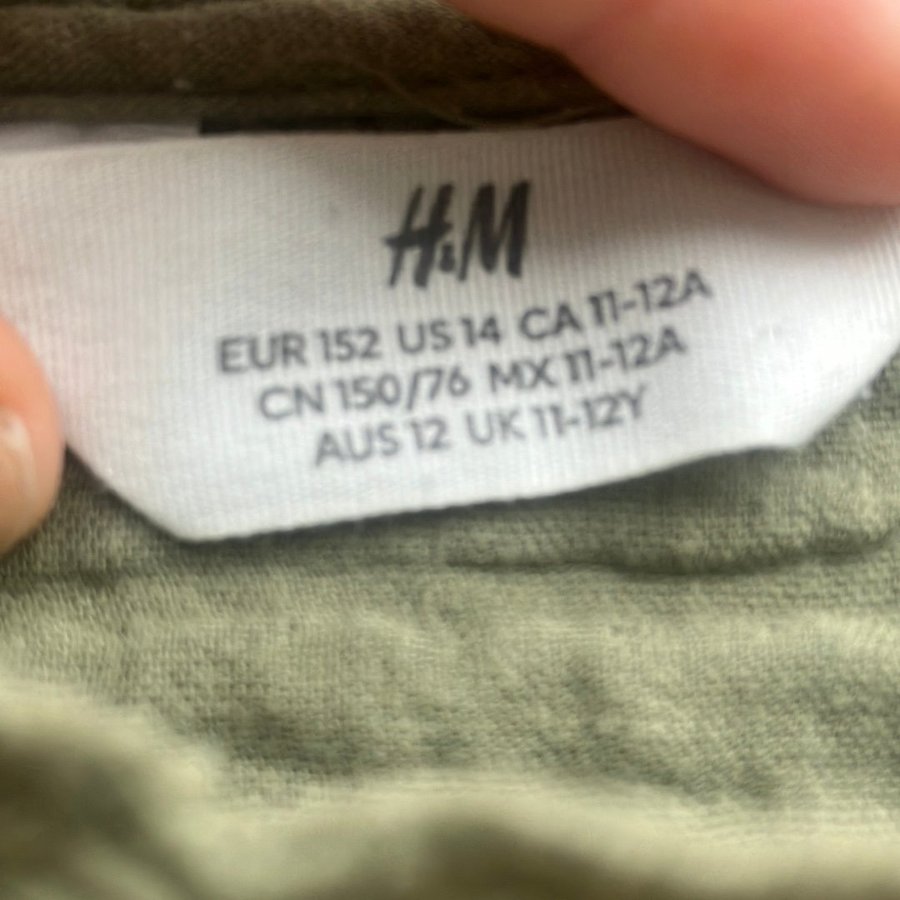 H&M
EUR 152 US 14 CA 11-12A
CN 150/76 MX 11-12A
AUS 12 UK 11-12Y